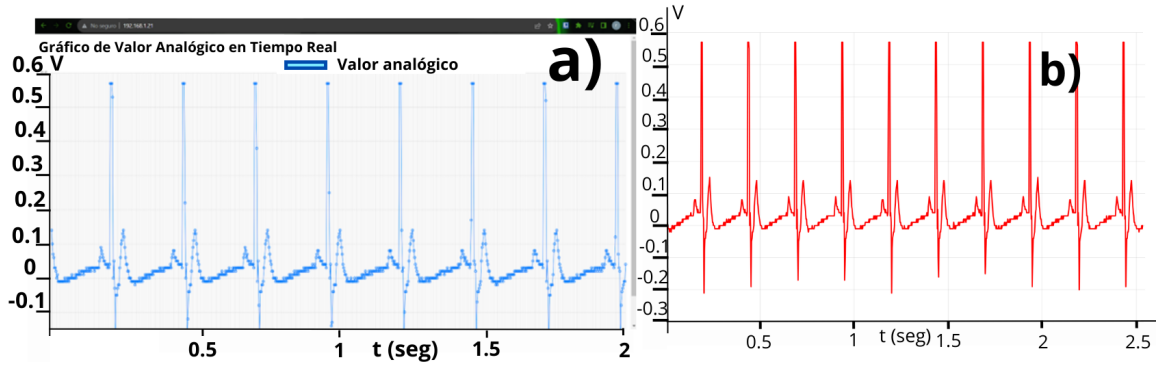 No seguro | 192.168.1.21
Gráfico de Valor Analógico en Tiempo Real
Valor analógico
a)
0.6 V
0.5
0.4
0.3
0.2
0.1
0
-0.1
0.5
1
t (seg)
1.5
2
V
b)
0.6
0.5
0.4
0.3
0.2
0.1
0
-0.1
-0.2
-0.3
0.5
1
t (seg)
1.5
2
2.5